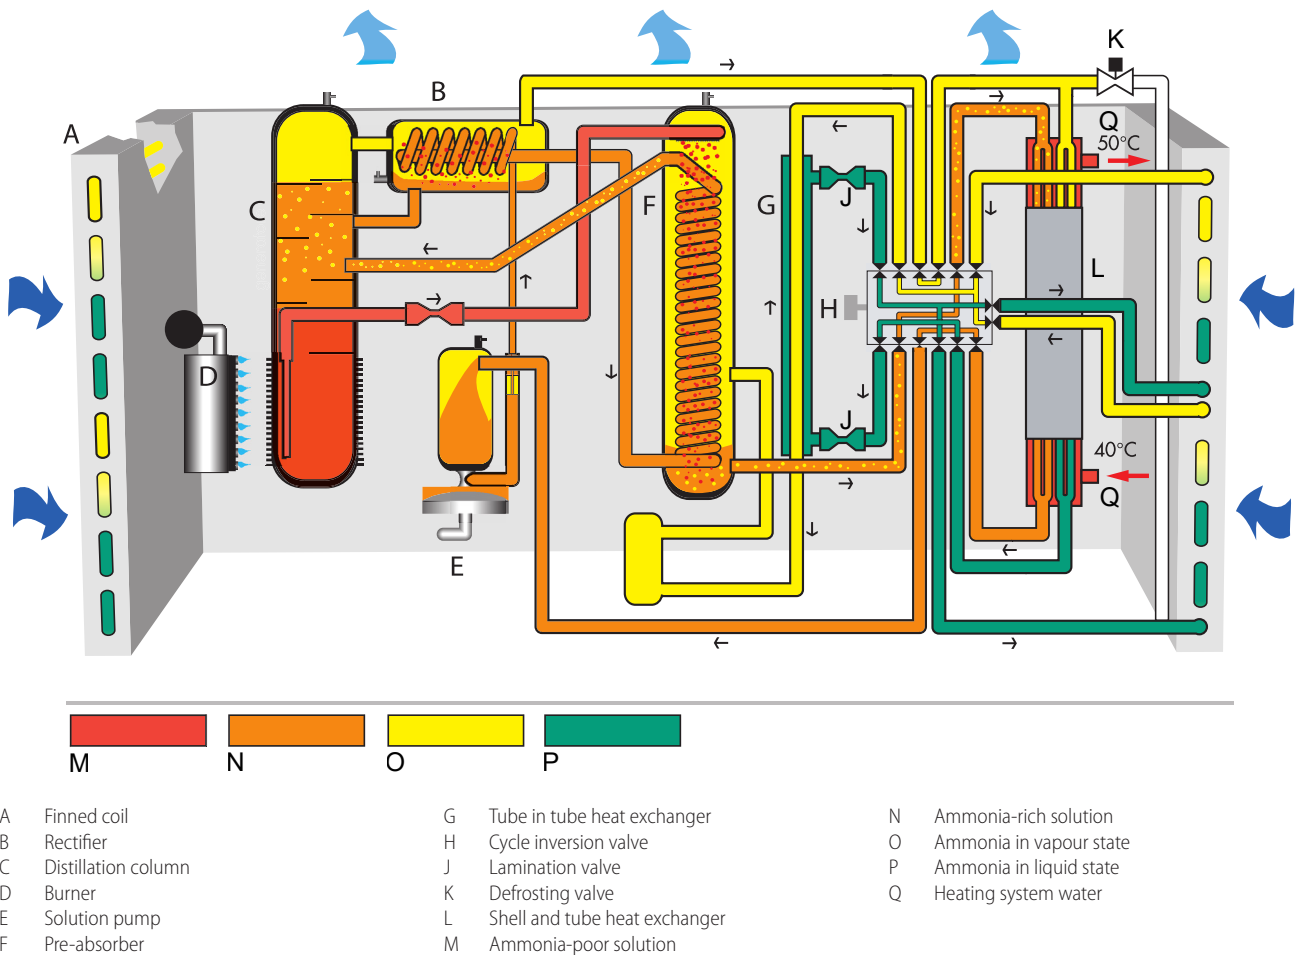 K
B
A
Q
50°C
C
F
G
J
L
H
D
J
40°C
Q
E
M N O P
A Finned coil
B Rectifier
C Distillation column
D Burner
E Solution pump
F Pre-absorber
G Tube in tube heat exchanger
H Cycle inversion valve
J Lamination valve
K Defrosting valve
L Shell and tube heat exchanger
M Ammonia-poor solution
N Ammonia-rich solution
O Ammonia in vapour state
P Ammonia in liquid state
Q Heating system water